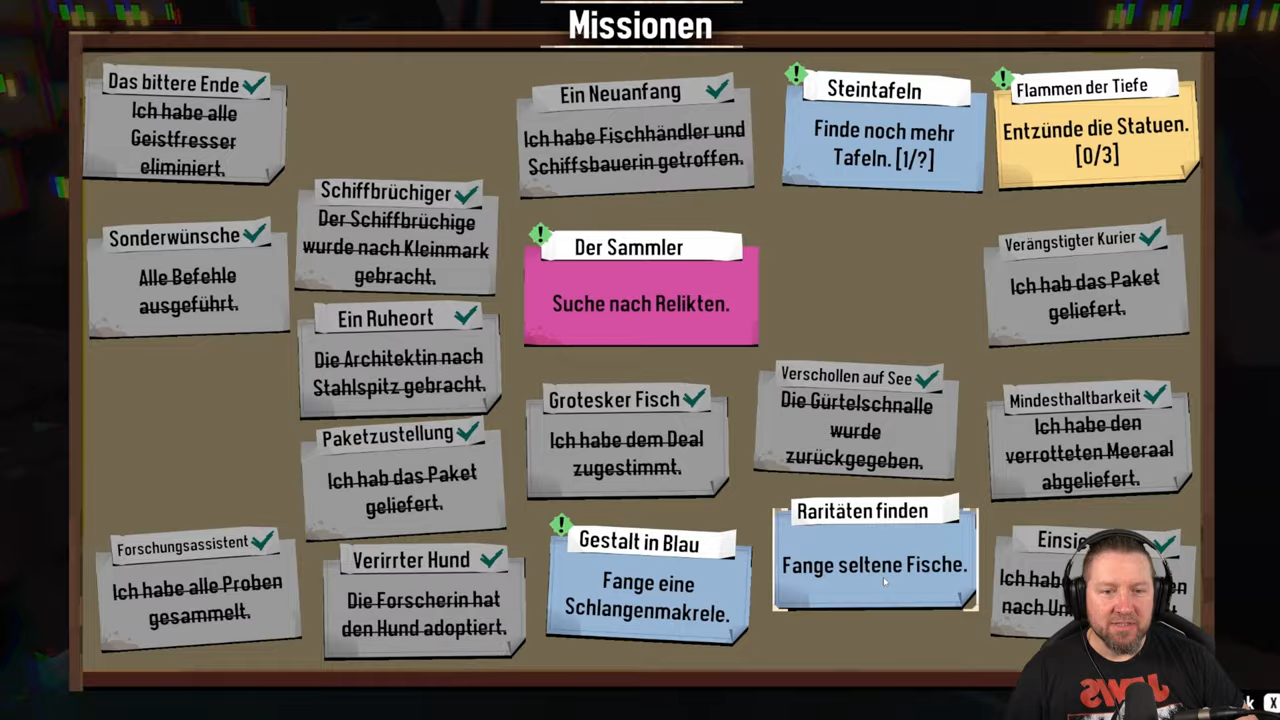 Missionen
Das bittere Ende
Ich habe alle
Geistfresser
eliminiert.
Ein Neuanfang
Ich habe Fischhändler und
Schiffsbauerin getroffen.
Steintafeln
Finde noch mehr
Tafeln. [1/?]
Flammen der Tiefe
Entzünde die Statuen.
[0/3]
Schiffbrüchiger
Der Schiffbrüchige
wurde nach Kleinmark
gebracht.
Sonderwünsche
Alle Befehle
ausgeführt.
Der Sammler
Suche nach Relikten.
Verängstigter Kurier
Ich hab das Paket
geliefert.
Ein Ruheort
Die Architektin nach
Stahlspitz gebracht.
Grotesker Fisch
Ich habe dem Deal
zugestimmt.
Verschollen auf See
Die Gürtelschnalle
wurde
zurückgegeben.
Mindesthaltbarkeit
Ich habe den
verrotteten Meeraal
abgeliefert.
Paketzustellung
Ich hab das Paket
geliefert.
Forschungsassistent
Ich habe alle Proben
gesammelt.
Verirrter Hund
Die Forscherin hat
den Hund adoptiert.
Gestalt in Blau
Fange eine
Schlangenmakrele.
Raritäten finden
Fange seltene Fische.
Ich
nach
X